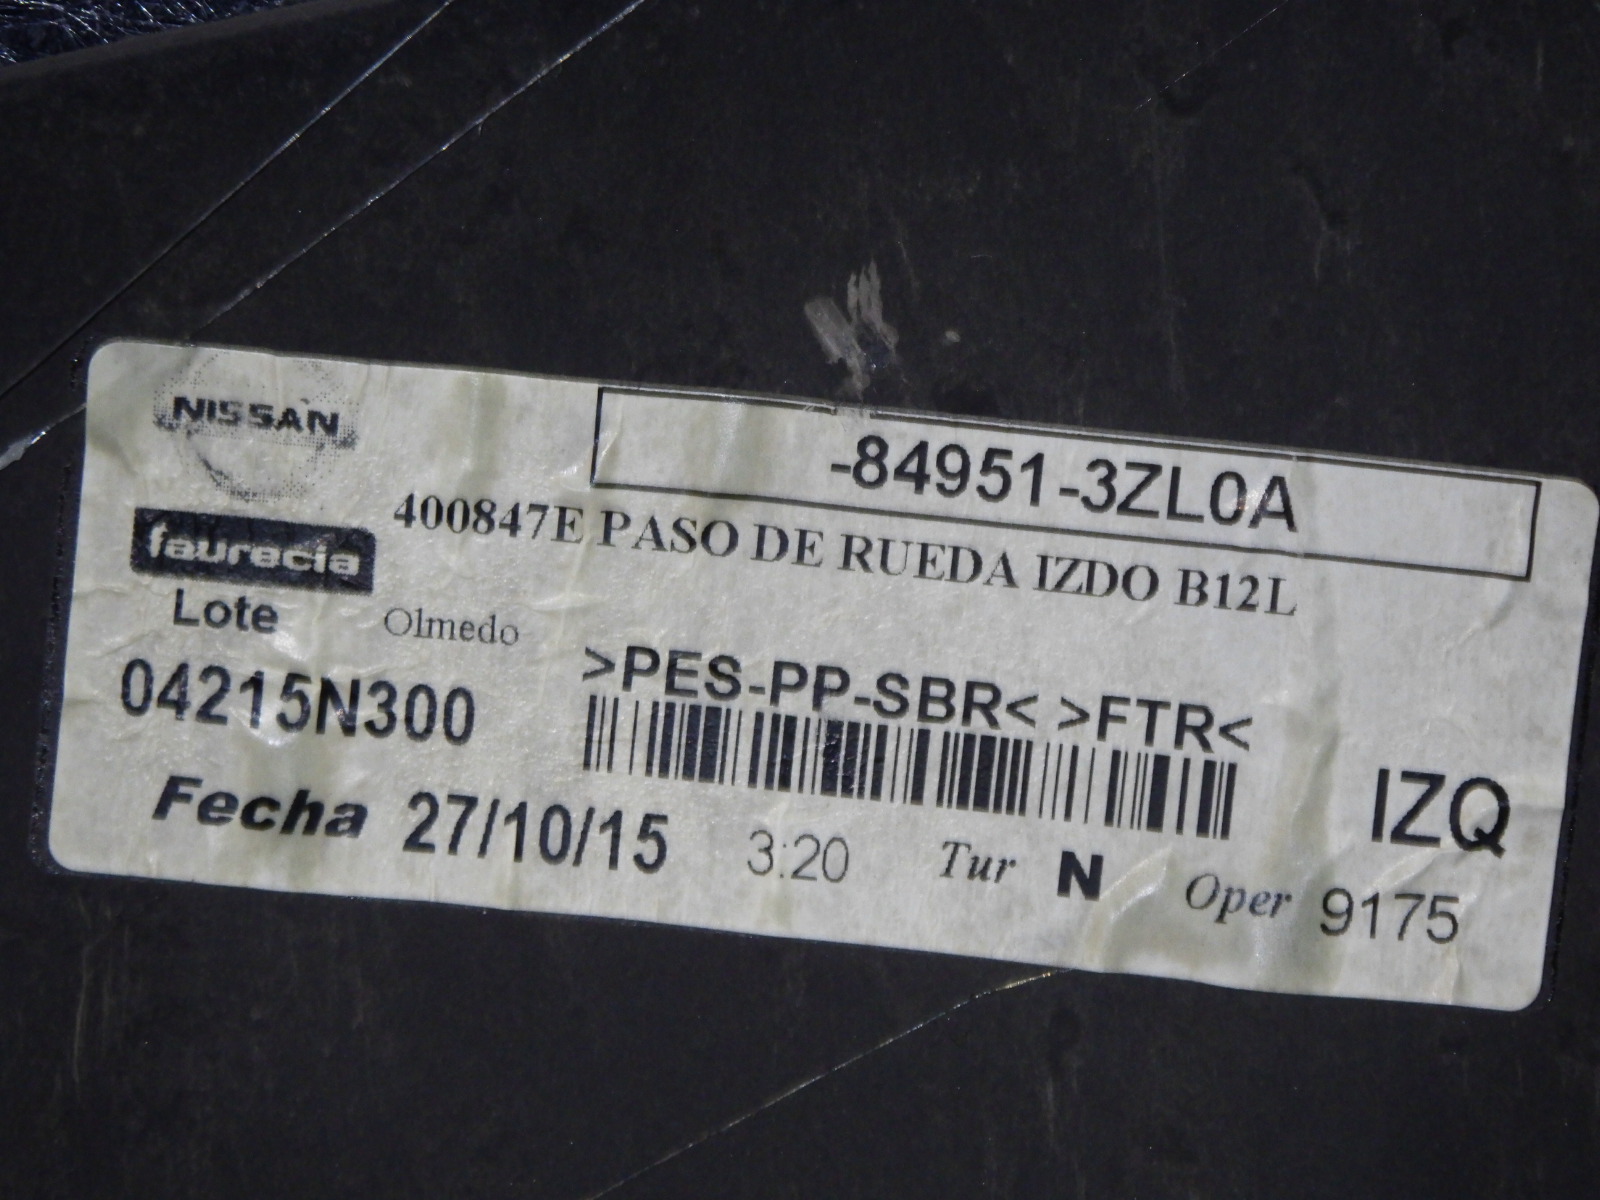 NISSAN
-84951-3ZL0A
400847E PASO DE RUEDA IZDO B12L
faurecia
Lote Olmedo
04215N300
>PES-PP-SBR< >FTR<
IZQ
Fecha 27/10/15 3:20 Tur N Oper 9175